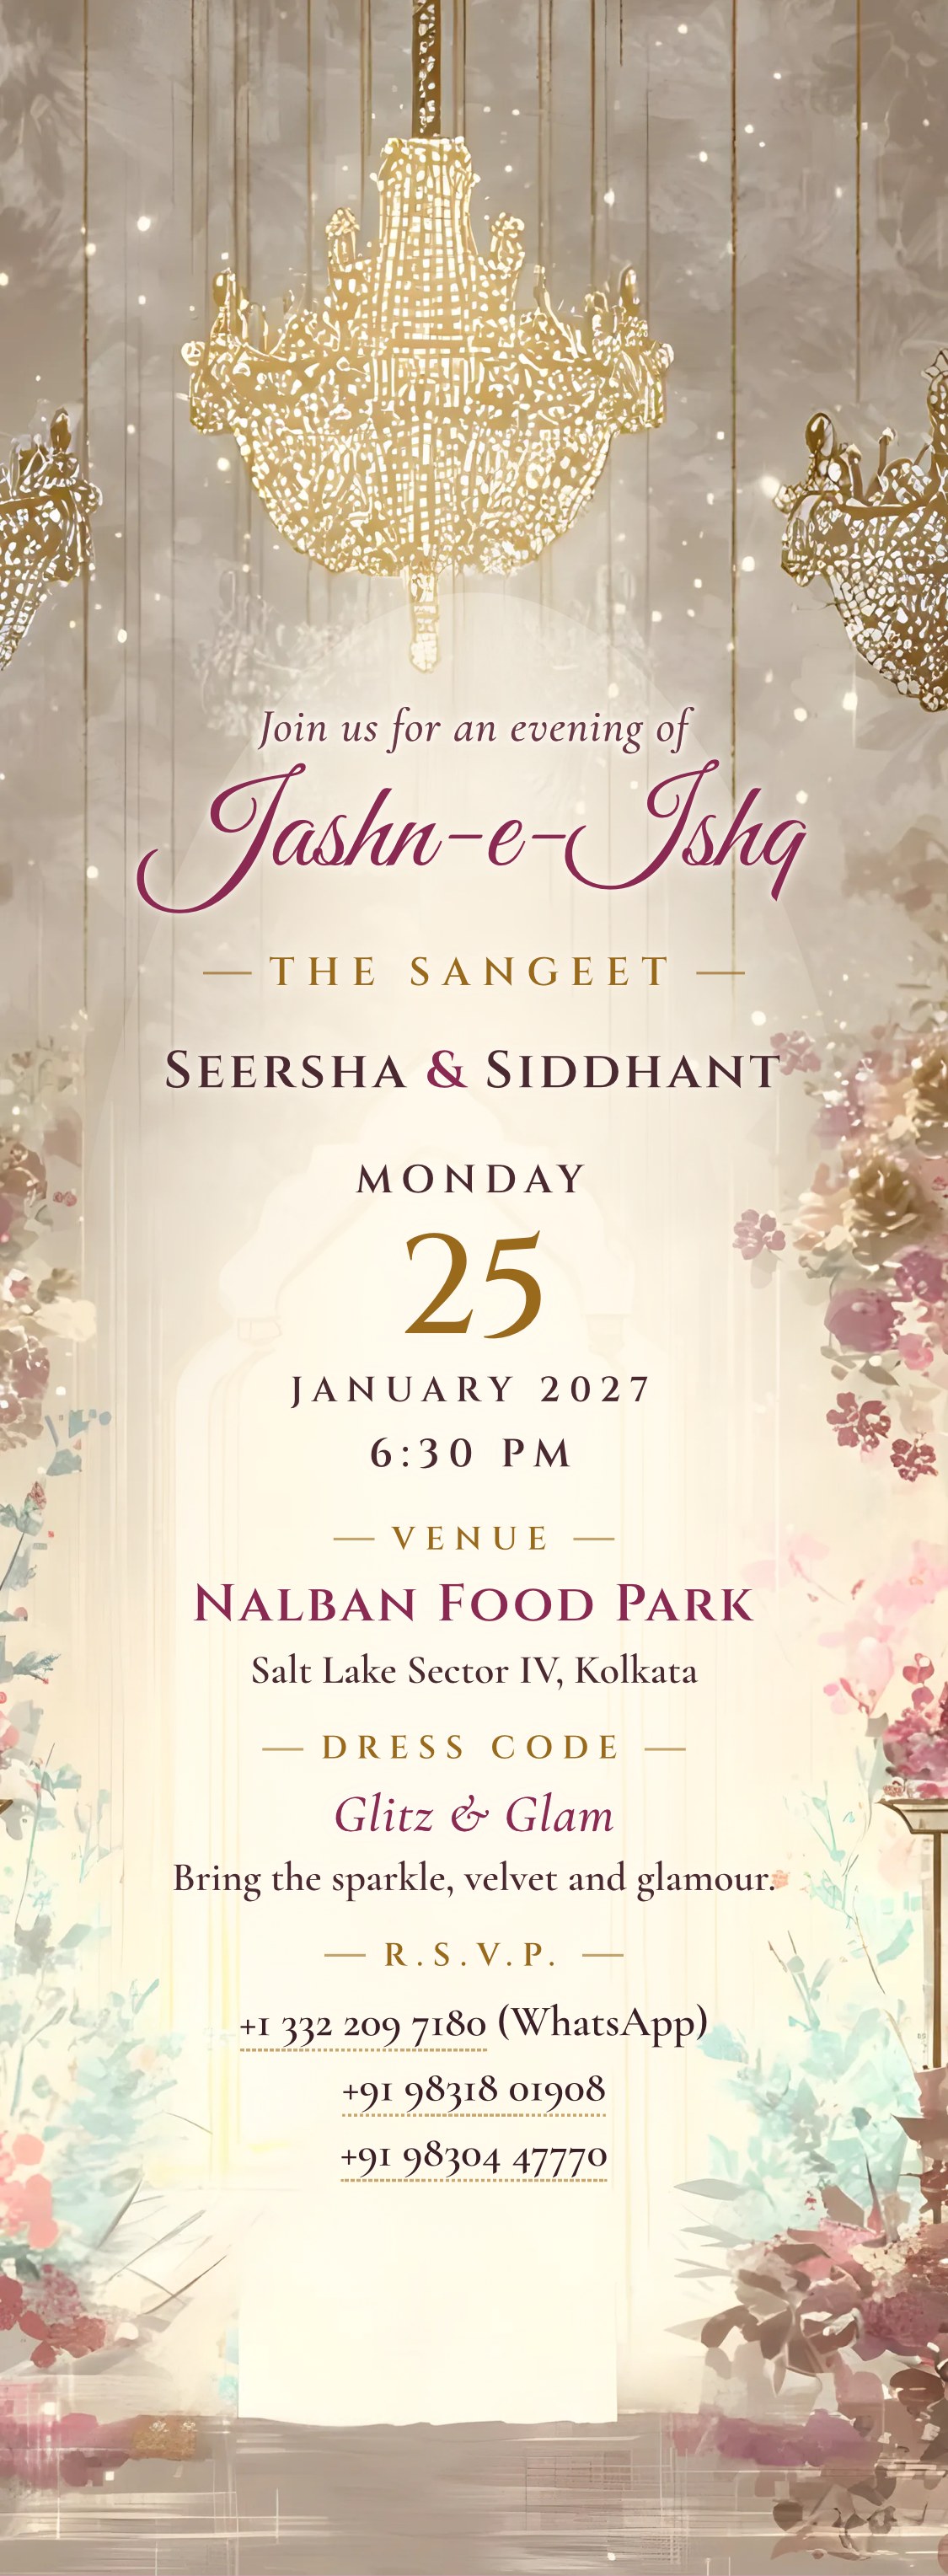 Join us for an evening of
Jashn-e-Ishq
THE SANGEET
SEERSHA & SIDDHANT
MONDAY
25
JANUARY 2027
6:30 PM
VENUE
NALBAN FOOD PARK
Salt Lake Sector IV, Kolkata
DRESS CODE
Glitz & Glam
Bring the sparkle, velvet and glamour.
R.S.V.P.
+1 332 209 7180 (WhatsApp)
+91 98318 01908
+91 98304 47770